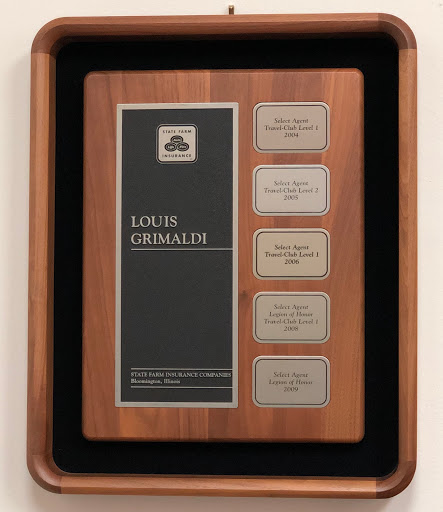 STATE FARM
INSURANCE
LOUIS
GRIMALDI
STATE FARM INSURANCE COMPANIES
Bloomington, Illinois
Select Agent
Travel-Club Level 1
2004
Select Agent
Travel-Club Level 2
2005
Select Agent
Travel-Club Level 1
2006
Select Agent
Legion of Honor
Travel-Club Level 1
2008
Select Agent
Legion of Honor
2009